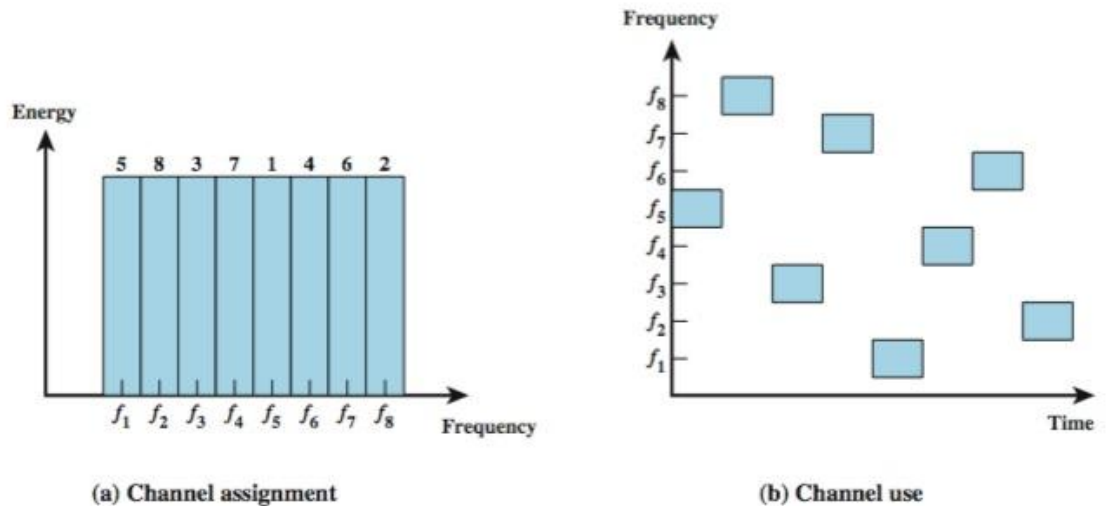 Energy
5 8 3 7 1 4 6 2
f1 f2 f3 f4 f5 f6 f7 f8
Frequency
(a) Channel assignment
Frequency
f8
f7
f6
f5
f4
f3
f2
f1
Time
(b) Channel use